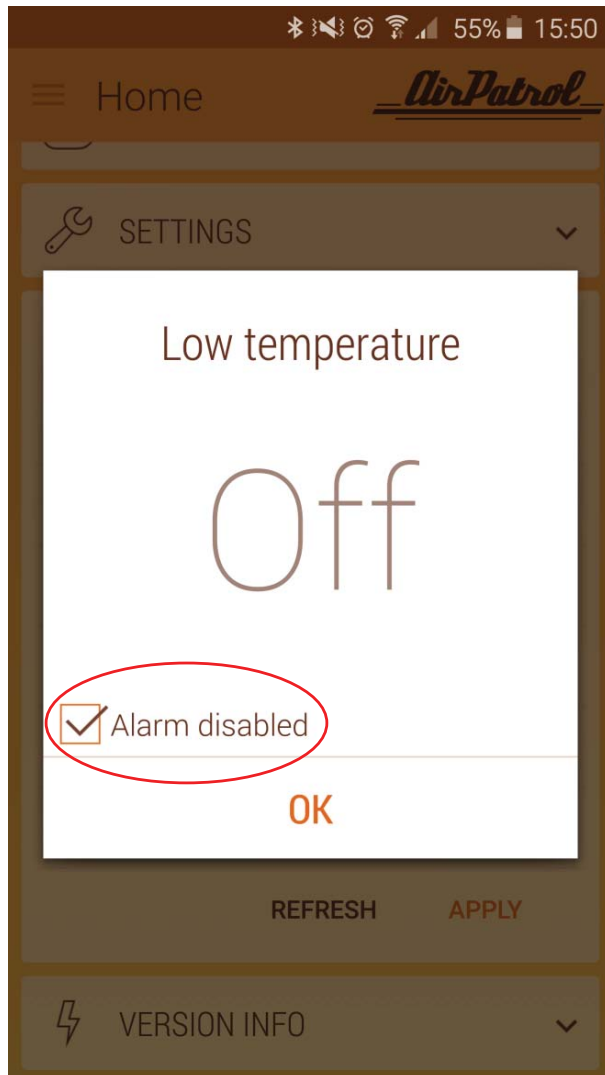 55% 15:50
Home AirPatrol
SETTINGS
Low temperature
Off
Alarm disabled
OK
REFRESH APPLY
VERSION INFO